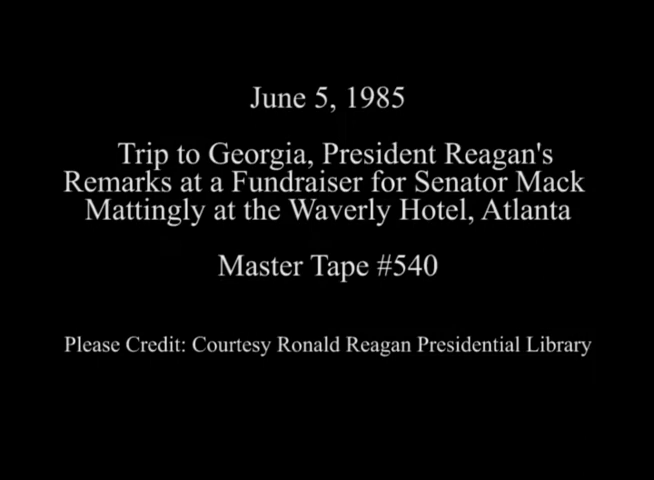 June 5, 1985
Trip to Georgia, President Reagan's
Remarks at a Fundraiser for Senator Mack
Mattingly at the Waverly Hotel, Atlanta
Master Tape #540
Please Credit: Courtesy Ronald Reagan Presidential Library